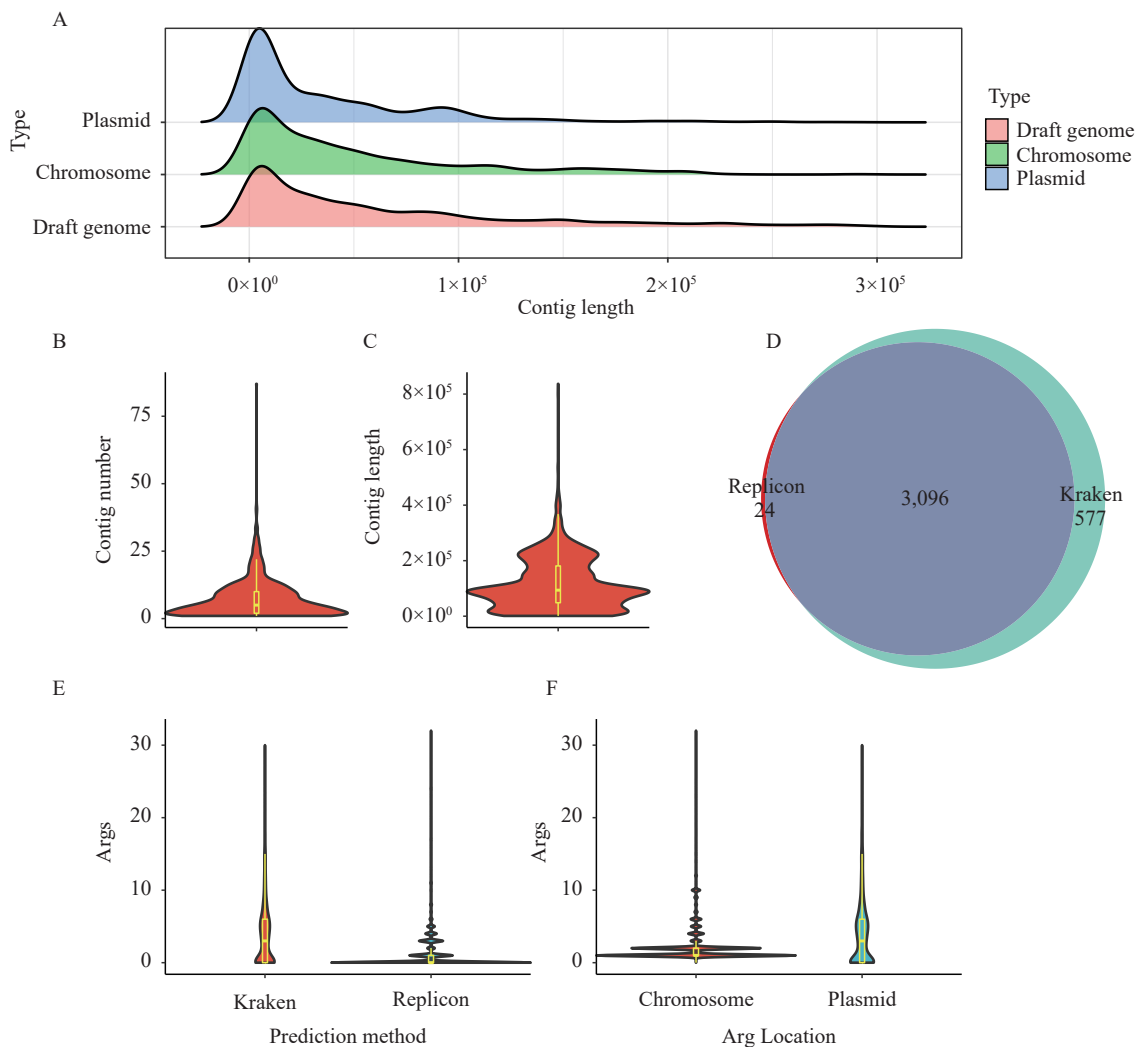 A
Type
Plasmid
Chromosome
Draft genome
0×10⁰
1×10⁵
2×10⁵
3×10⁵
Contig length
Type
Draft genome
Chromosome
Plasmid
B
Contig number
75
50
25
0
C
Contig length
8×10⁵
6×10⁵
4×10⁵
2×10⁵
0×10⁰
D
Replicon
24
3,096
Kraken
577
E
Args
30
20
10
0
Kraken
Replicon
Prediction method
F
Args
30
20
10
0
Chromosome
Plasmid
Arg Location